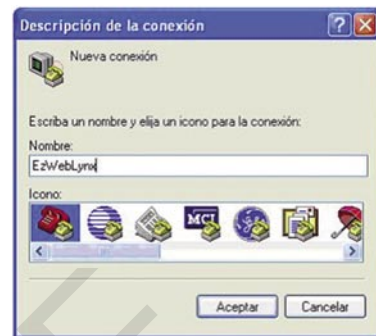 Descripción de la conexión
Nueva conexión
Escriba un nombre y elija un icono para la conexión:
Nombre:
EzWebLynx
Icono:
MCI
Aceptar
Cancelar